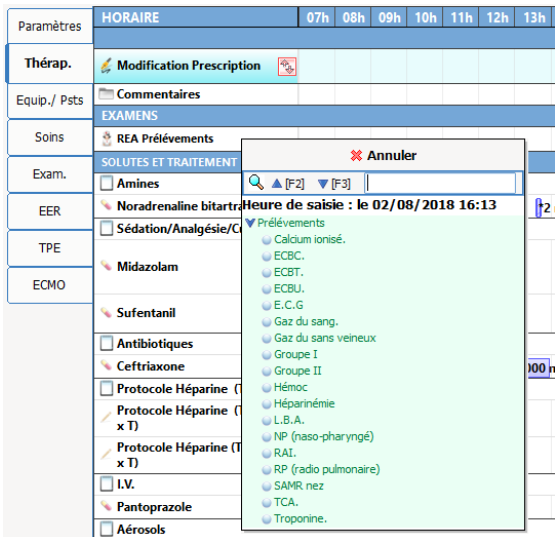 Paramètres
Thérap.
Equip./ Psts
Soins
Exam.
EER
TPE
ECMO
HORAIRE 07h 08h 09h 10h 11h 12h 13h
Modification Prescription
Commentaires
EXAMENS
REA Prélévements
SOLUTES ET TRAITEMENT
Amines
Noradrenaline bitartra
*2
Sédation/Analgésie/C
Midazolam
Sufentanil
Antibiotiques
Ceftriaxone
000
Protocole Héparine (T
Protocole Héparine (T
x T)
Protocole Héparine (T
x T)
I.V.
Pantoprazole
Aérosols
Annuler
[F2] [F3]
Heure de saisie : le 02/08/2018 16:13
Prélévements
Calcium ionisé.
ECBC.
ECBT.
ECBU.
E.C.G
Gaz du sang.
Gaz du sans veineux
Groupe I
Groupe II
Hémoc
Héparinémie
L.B.A.
NP (naso-pharyngé)
RAI.
RP (radio pulmonaire)
SAMR nez
TCA.
Troponine.